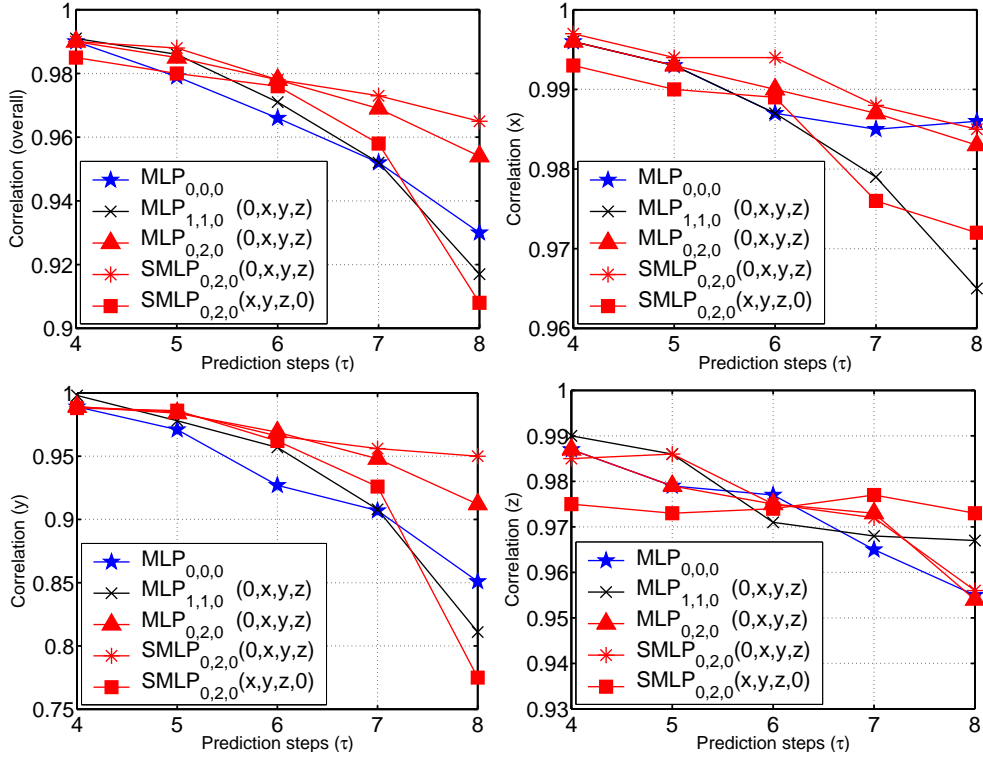 1
0.98
0.96
0.94
0.92
0.9
Correlation (overall)
4 5 6 7 8
Prediction steps (τ)
MLP0,0,0
MLP1,1,0 (0,x,y,z)
MLP0,2,0 (0,x,y,z)
SMLP0,2,0(0,x,y,z)
SMLP0,2,0(x,y,z,0)
1
0.99
0.98
0.97
0.96
Correlation (x)
4 5 6 7 8
Prediction steps (τ)
MLP0,0,0
MLP1,1,0 (0,x,y,z)
MLP0,2,0 (0,x,y,z)
SMLP0,2,0(0,x,y,z)
SMLP0,2,0(x,y,z,0)
1
0.95
0.9
0.85
0.8
0.75
Correlation (y)
4 5 6 7 8
Prediction steps (τ)
MLP0,0,0
MLP1,1,0 (0,x,y,z)
MLP0,2,0 (0,x,y,z)
SMLP0,2,0(0,x,y,z)
SMLP0,2,0(x,y,z,0)
1
0.99
0.98
0.97
0.96
0.95
0.94
0.93
Correlation (z)
4 5 6 7 8
Prediction steps (τ)
MLP0,0,0
MLP1,1,0 (0,x,y,z)
MLP0,2,0 (0,x,y,z)
SMLP0,2,0(0,x,y,z)
SMLP0,2,0(x,y,z,0)